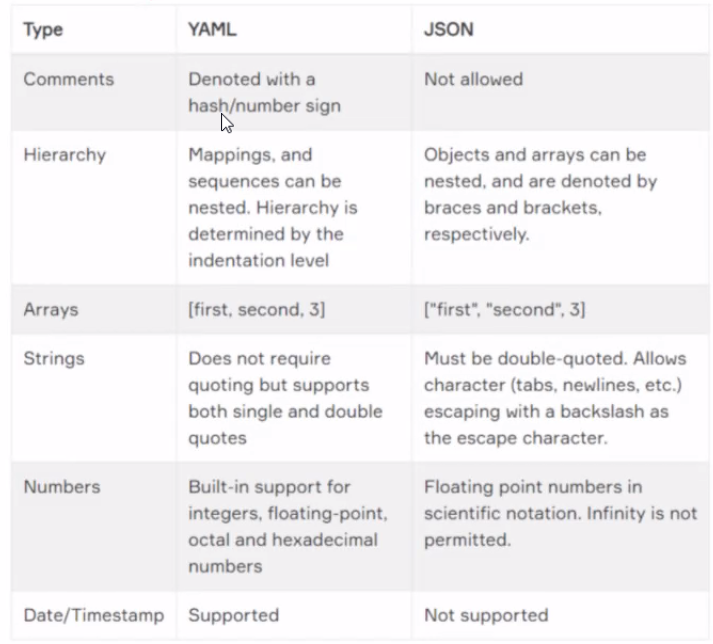 Type YAML JSON
Comments Denoted with a Not allowed
hash/number sign
Hierarchy Mappings, and Objects and arrays can be
sequences can be nested, and are denoted by
nested. Hierarchy is braces and brackets,
determined by the respectively.
indentation level
Arrays [first, second, 3] ["first", "second", 3]
Strings Does not require Must be double-quoted. Allows
quoting but supports character (tabs, newlines, etc.)
both single and double escaping with a backslash as
quotes the escape character.
Numbers Built-in support for Floating point numbers in
integers, floating-point, scientific notation. Infinity is not
octal and hexadecimal permitted.
numbers
Date/Timestamp Supported Not supported